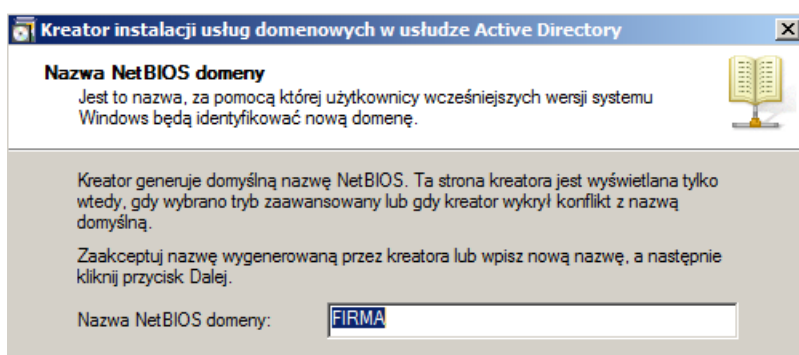 Kreator instalacji usług domenowych w usłudze Active Directory
Nazwa NetBIOS domeny
Jest to nazwa, za pomocą której użytkownicy wcześniejszych wersji systemu
Windows będą identyfikować nową domenę.
Kreator generuje domyślną nazwę NetBIOS. Ta strona kreatora jest wyświetlana tylko
wtedy, gdy wybrano tryb zaawansowany lub gdy kreator wykrył konflikt z nazwą
domyślną.
Zaakceptuj nazwę wygenerowaną przez kreatora lub wpisz nową nazwę, a następnie
kliknij przycisk Dalej.
Nazwa NetBIOS domeny: FIRMA